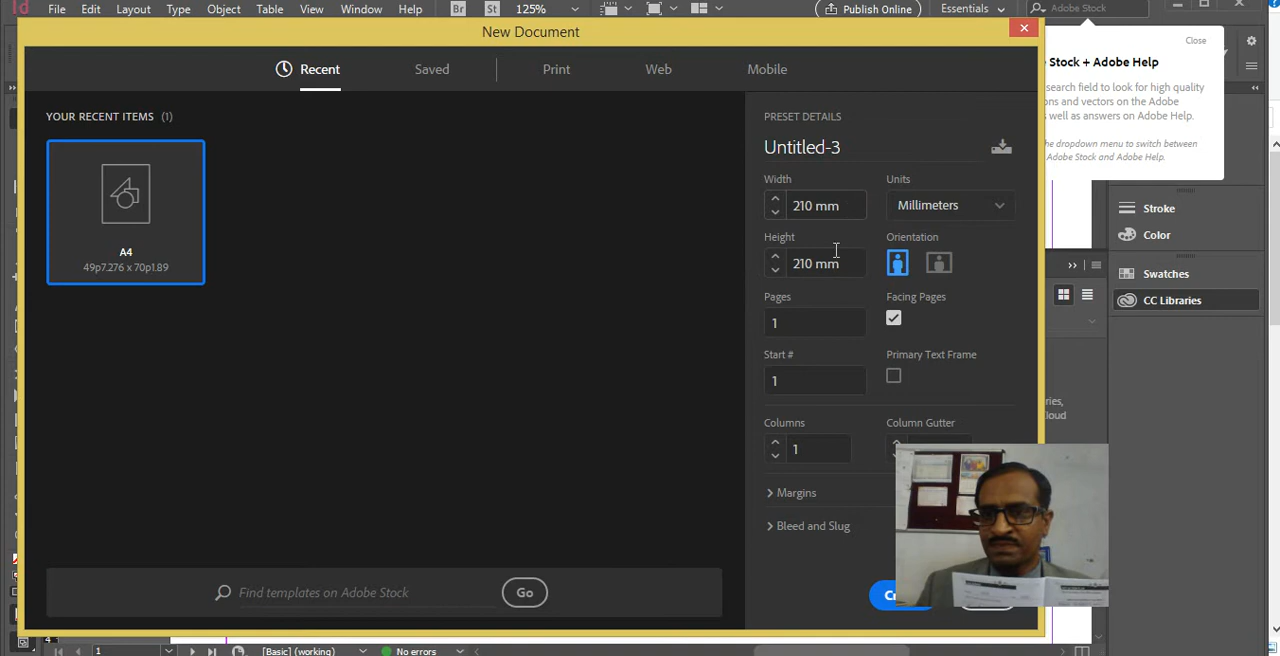 Id File Edit Layout Type Object Table View Window Help Br St 125% Publish Online Essentials Adobe Stock
New Document
Close
Stock + Adobe Help
search field to look for high quality
ons and vectors on the Adobe
s well as answers on Adobe Help.
he dropdown menu to switch between
Adobe Stock and Adobe Help.
Recent Saved Print Web Mobile
YOUR RECENT ITEMS (1)
A4
49p7.276 x 70p1.89
PRESET DETAILS
Untitled-3
Width Units
210 mm Millimeters
Height Orientation
210 mm
Pages Facing Pages
1
Start # Primary Text Frame
1
Columns Column Gutter
1
Margins
Bleed and Slug
Find templates on Adobe Stock Go
Stroke
Color
Swatches
CC Libraries
ries,
loud
1 [Basic] (working) No errors